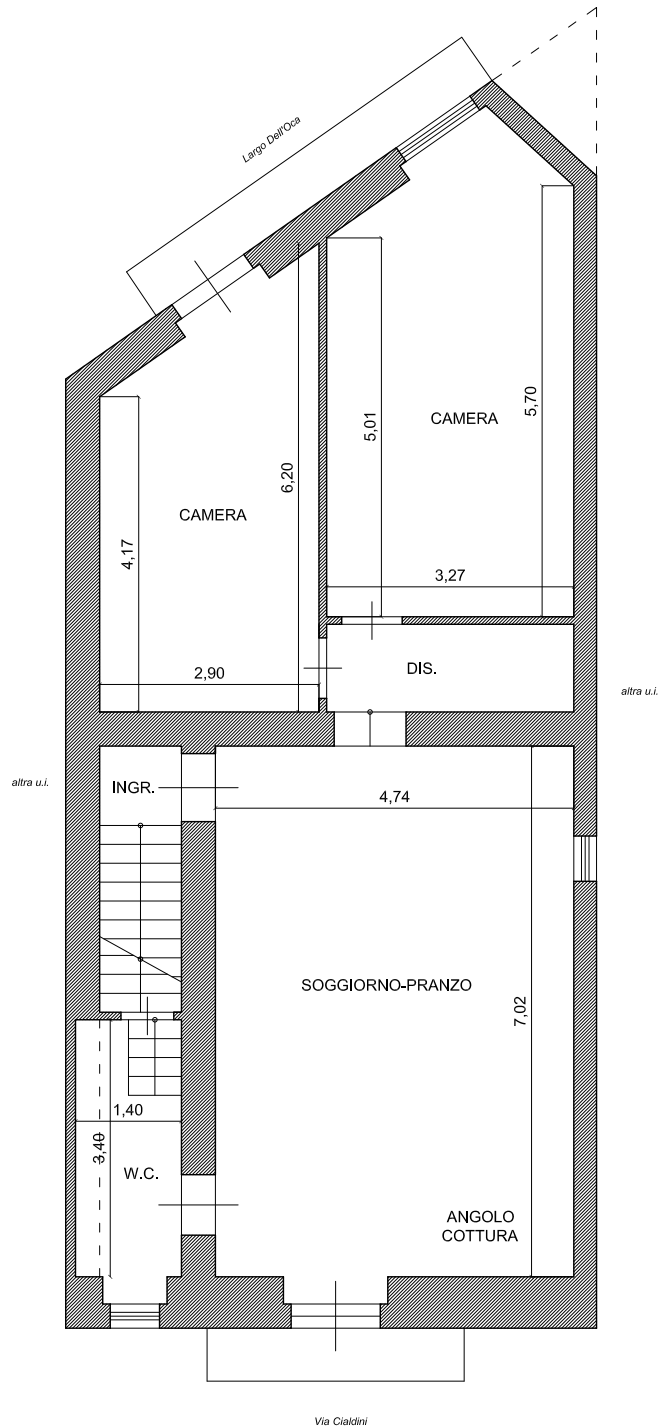 Largo Dell'Oca
CAMERA
5,70
5,01
6,20
CAMERA
4,17
3,27
2,90
DIS.
altra u.i.
altra u.i.
INGR.
4,74
SOGGIORNO-PRANZO
7,02
1,40
3,40
W.C.
ANGOLO
COTTURA
Via Cialdini